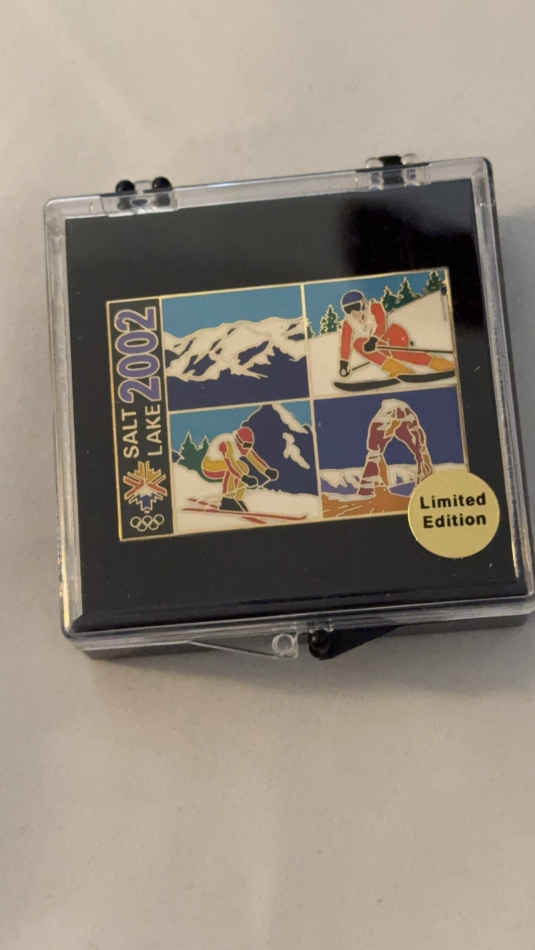 SALT
LAKE
2002
Limited
Edition